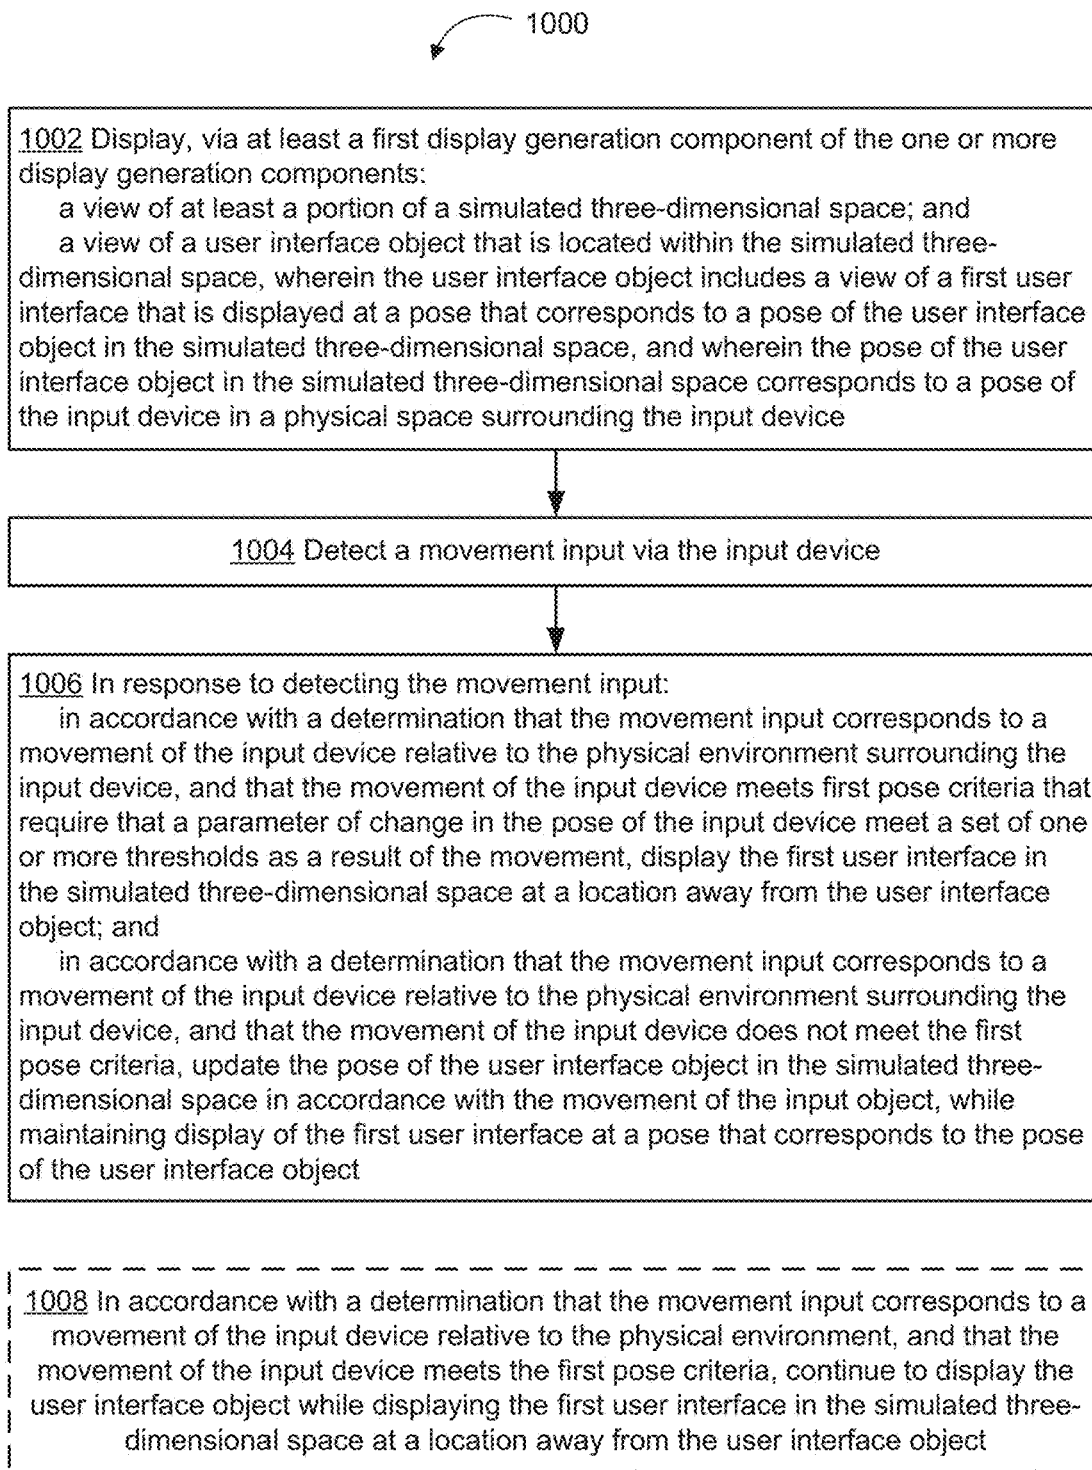 1000
1002 Display, via at least a first display generation component of the one or more
display generation components:
a view of at least a portion of a simulated three-dimensional space; and
a view of a user interface object that is located within the simulated three-
dimensional space, wherein the user interface object includes a view of a first user
interface that is displayed at a pose that corresponds to a pose of the user interface
object in the simulated three-dimensional space, and wherein the pose of the user
interface object in the simulated three-dimensional space corresponds to a pose of
the input device in a physical space surrounding the input device
1004 Detect a movement input via the input device
1006 In response to detecting the movement input:
in accordance with a determination that the movement input corresponds to a
movement of the input device relative to the physical environment surrounding the
input device, and that the movement of the input device meets first pose criteria that
require that a parameter of change in the pose of the input device meet a set of one
or more thresholds as a result of the movement, display the first user interface in
the simulated three-dimensional space at a location away from the user interface
object; and
in accordance with a determination that the movement input corresponds to a
movement of the input device relative to the physical environment surrounding the
input device, and that the movement of the input device does not meet the first
pose criteria, update the pose of the user interface object in the simulated three-
dimensional space in accordance with the movement of the input object, while
maintaining display of the first user interface at a pose that corresponds to the pose
of the user interface object
1008 In accordance with a determination that the movement input corresponds to a
movement of the input device relative to the physical environment, and that the
movement of the input device meets the first pose criteria, continue to display the
user interface object while displaying the first user interface in the simulated three-
dimensional space at a location away from the user interface object